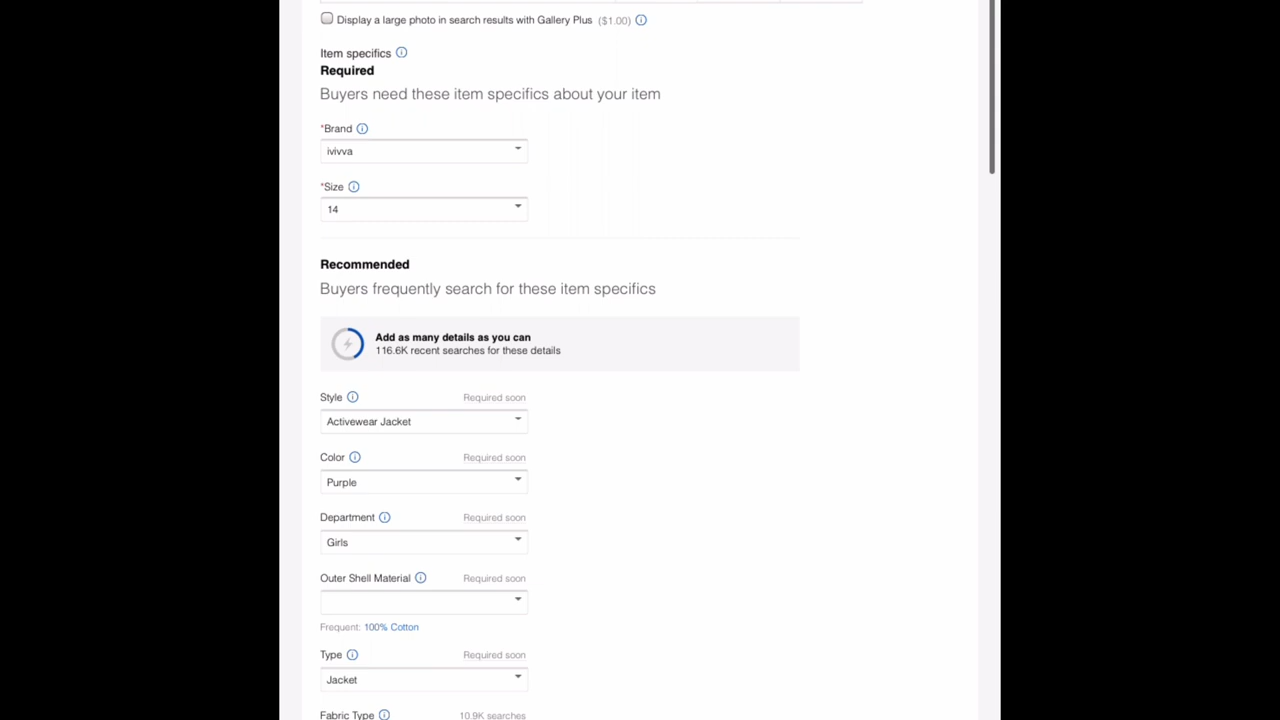 Display a large photo in search results with Gallery Plus ($1.00)
Item specifics
Required
Buyers need these item specifics about your item
*Brand
ivivva
*Size
14
Recommended
Buyers frequently search for these item specifics
Add as many details as you can
116.6K recent searches for these details
Style Required soon
Activewear Jacket
Color Required soon
Purple
Department Required soon
Girls
Outer Shell Material Required soon
Frequent: 100% Cotton
Type Required soon
Jacket
Fabric Type 10.9K searches